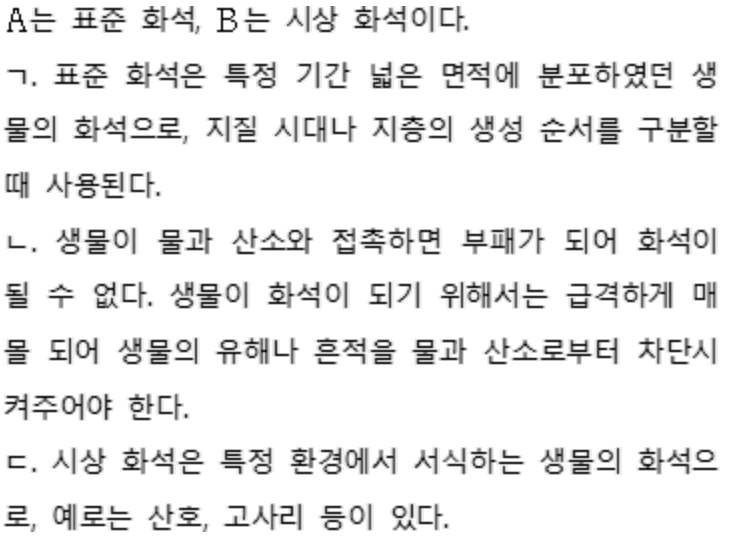 A는 표준 화석, B는 시상 화석이다.
ㄱ. 표준 화석은 특정 기간 넓은 면적에 분포하였던 생
물의 화석으로, 지질 시대나 지층의 생성 순서를 구분할
때 사용된다.
ㄴ. 생물이 물과 산소와 접촉하면 부패가 되어 화석이
될 수 없다. 생물이 화석이 되기 위해서는 급격하게 매
몰 되어 생물의 유해나 흔적을 물과 산소로부터 차단시
켜주어야 한다.
ㄷ. 시상 화석은 특정 환경에서 서식하는 생물의 화석으
로, 예로는 산호, 고사리 등이 있다.